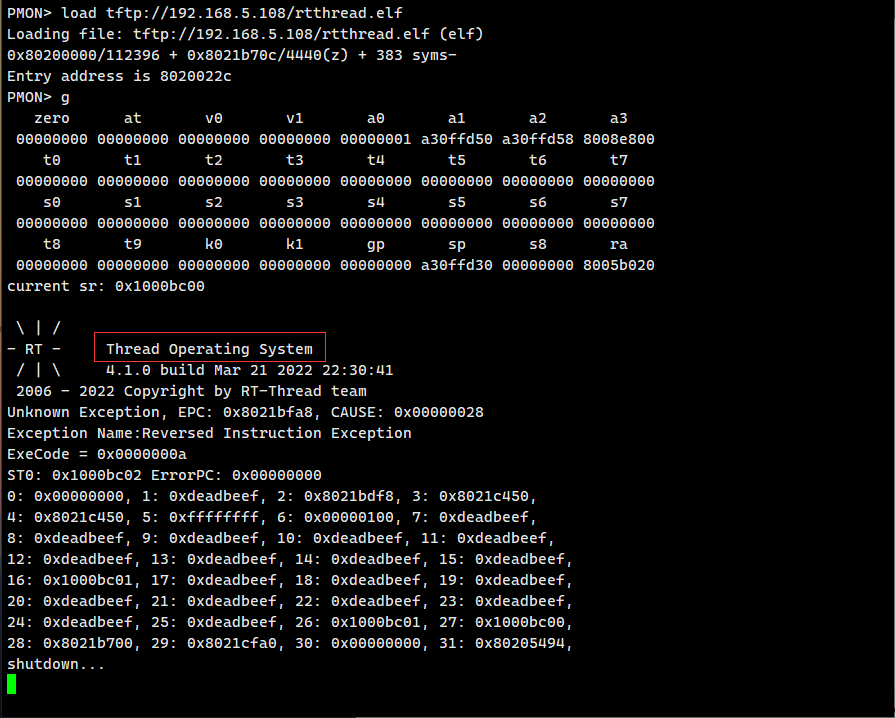 PMON> load tftp://192.168.5.108/rtthread.elf
Loading file: tftp://192.168.5.108/rtthread.elf (elf)
0x80200000/112396 + 0x8021b70c/4440(z) + 383 syms-
Entry address is 8020022c
PMON> g
zero at v0 v1 a0 a1 a2 a3
00000000 00000000 00000000 00000000 00000001 a30ffd50 a30ffd58 8008e800
t0 t1 t2 t3 t4 t5 t6 t7
00000000 00000000 00000000 00000000 00000000 00000000 00000000 00000000
s0 s1 s2 s3 s4 s5 s6 s7
00000000 00000000 00000000 00000000 00000000 00000000 00000000 00000000
t8 t9 k0 k1 gp sp s8 ra
00000000 00000000 00000000 00000000 00000000 a30ffd30 00000000 8005b020
current sr: 0x1000bc00
\ | /
- RT - Thread Operating System
/ | \ 4.1.0 build Mar 21 2022 22:30:41
2006 - 2022 Copyright by RT-Thread team
Unknown Exception, EPC: 0x8021bfa8, CAUSE: 0x00000028
Exception Name:Reversed Instruction Exception
ExeCode = 0x0000000a
ST0: 0x1000bc02 ErrorPC: 0x00000000
0: 0x00000000, 1: 0xdeadbeef, 2: 0x8021bdf8, 3: 0x8021c450,
4: 0x8021c450, 5: 0xffffffff, 6: 0x00000100, 7: 0xdeadbeef,
8: 0xdeadbeef, 9: 0xdeadbeef, 10: 0xdeadbeef, 11: 0xdeadbeef,
12: 0xdeadbeef, 13: 0xdeadbeef, 14: 0xdeadbeef, 15: 0xdeadbeef,
16: 0x1000bc01, 17: 0xdeadbeef, 18: 0xdeadbeef, 19: 0xdeadbeef,
20: 0xdeadbeef, 21: 0xdeadbeef, 22: 0xdeadbeef, 23: 0xdeadbeef,
24: 0xdeadbeef, 25: 0xdeadbeef, 26: 0x1000bc01, 27: 0x1000bc00,
28: 0x8021b700, 29: 0x8021cfa0, 30: 0x00000000, 31: 0x80205494,
shutdown...